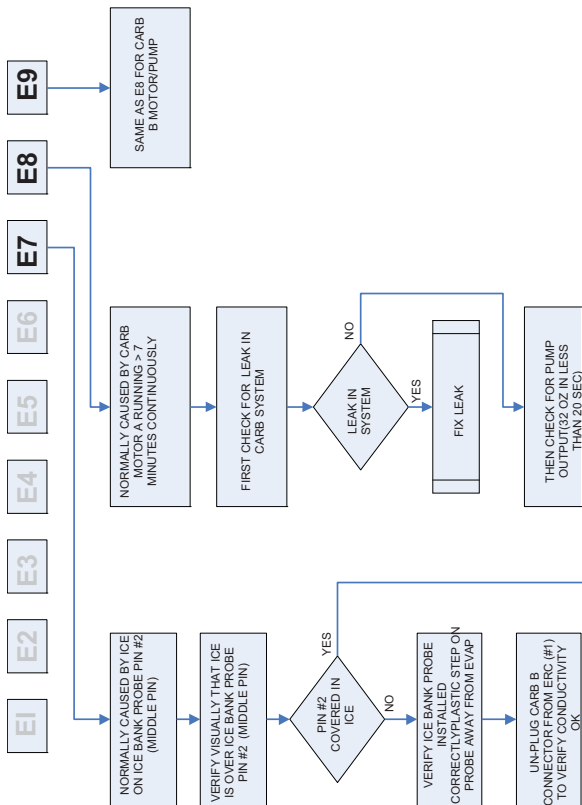 E1
E2
E3
E4
E5
E6
E7
E8
E9
NORMALLY CAUSED BY ICE
ON ICE BANK PROBE PIN #2
(MIDDLE PIN)
VERIFY VISUALLY THAT ICE
IS OVER ICE BANK PROBE
PIN #2 (MIDDLE PIN)
PIN #2
COVERED IN
ICE
YES
NO
VERIFY ICE BANK PROBE
INSTALLED
CORRECTLYPLASTIC STEP ON
PROBE AWAY FROM EVAP
UN-PLUG CARB B
CONNECTOR FROM ERC (#1)
TO VERIFY CONDUCTIVITY
OK
NORMALLY CAUSED BY CARB
MOTOR A RUNNING > 7
MINUTES CONTINUOUSLY
FIRST CHECK FOR LEAK IN
CARB SYSTEM
LEAK IN
SYSTEM
NO
YES
FIX LEAK
THEN CHECK FOR PUMP
OUTPUT(32 OZ IN LESS
THAN 20 SEC)
SAME AS E8 FOR CARB
B MOTOR/PUMP